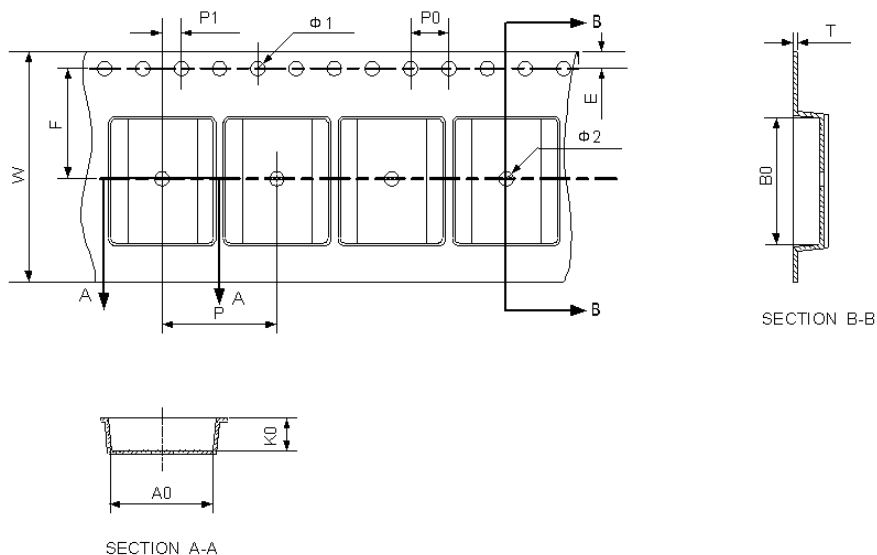 P1
Φ1
P0
B
T
E
F
W
Φ2
B0
A
A
P
B
SECTION B-B
K0
A0
SECTION A-A